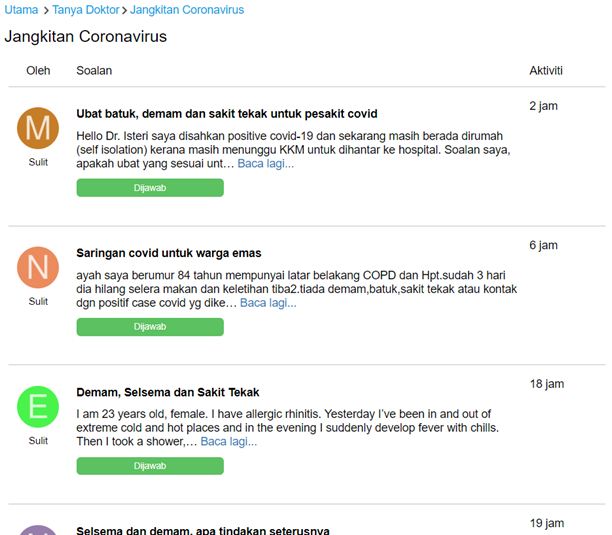 Utama > Tanya Doktor > Jangkitan Coronavirus
Jangkitan Coronavirus
Oleh Soalan Aktiviti
M
Sulit
Ubat batuk, demam dan sakit tekak untuk pesakit covid
2 jam
Hello Dr. Isteri saya disahkan positive covid-19 dan sekarang masih berada dirumah
(self isolation) kerana masih menunggu KKM untuk dihantar ke hospital. Soalan saya,
apakah ubat yang sesuai unt… Baca lagi...
Dijawab
N
Sulit
Saringan covid untuk warga emas
6 jam
ayah saya berumur 84 tahun mempunyai latar belakang COPD dan Hpt.sudah 3 hari
dia hilang selera makan dan keletihan tiba2.tiada demam,batuk,sakit tekak atau kontak
dgn positif case covid yg dike… Baca lagi...
Dijawab
E
Sulit
Demam, Selsema dan Sakit Tekak
18 jam
I am 23 years old, female. I have allergic rhinitis. Yesterday I've been in and out of
extreme cold and hot places and in the evening I suddenly develop fever with chills.
Then I took a shower,… Baca lagi...
Dijawab
Selsema dan demam, apa tindakan seterusnya
19 jam